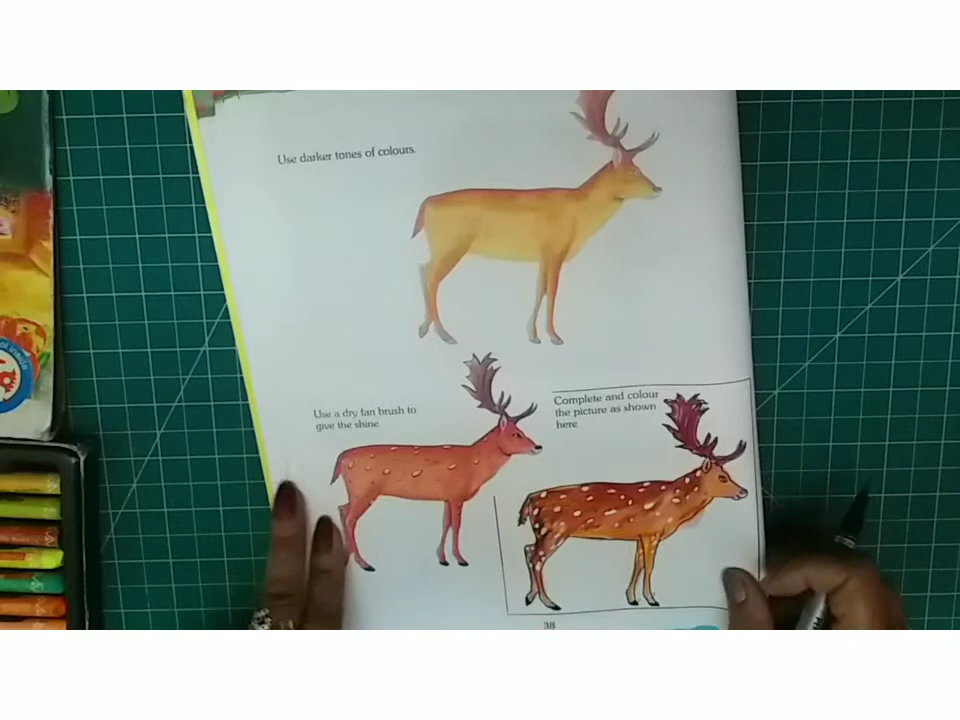 Use darker tones of colours.
Use a dry fan brush to
give the shine.
Complete and colour
the picture as shown
here.
38